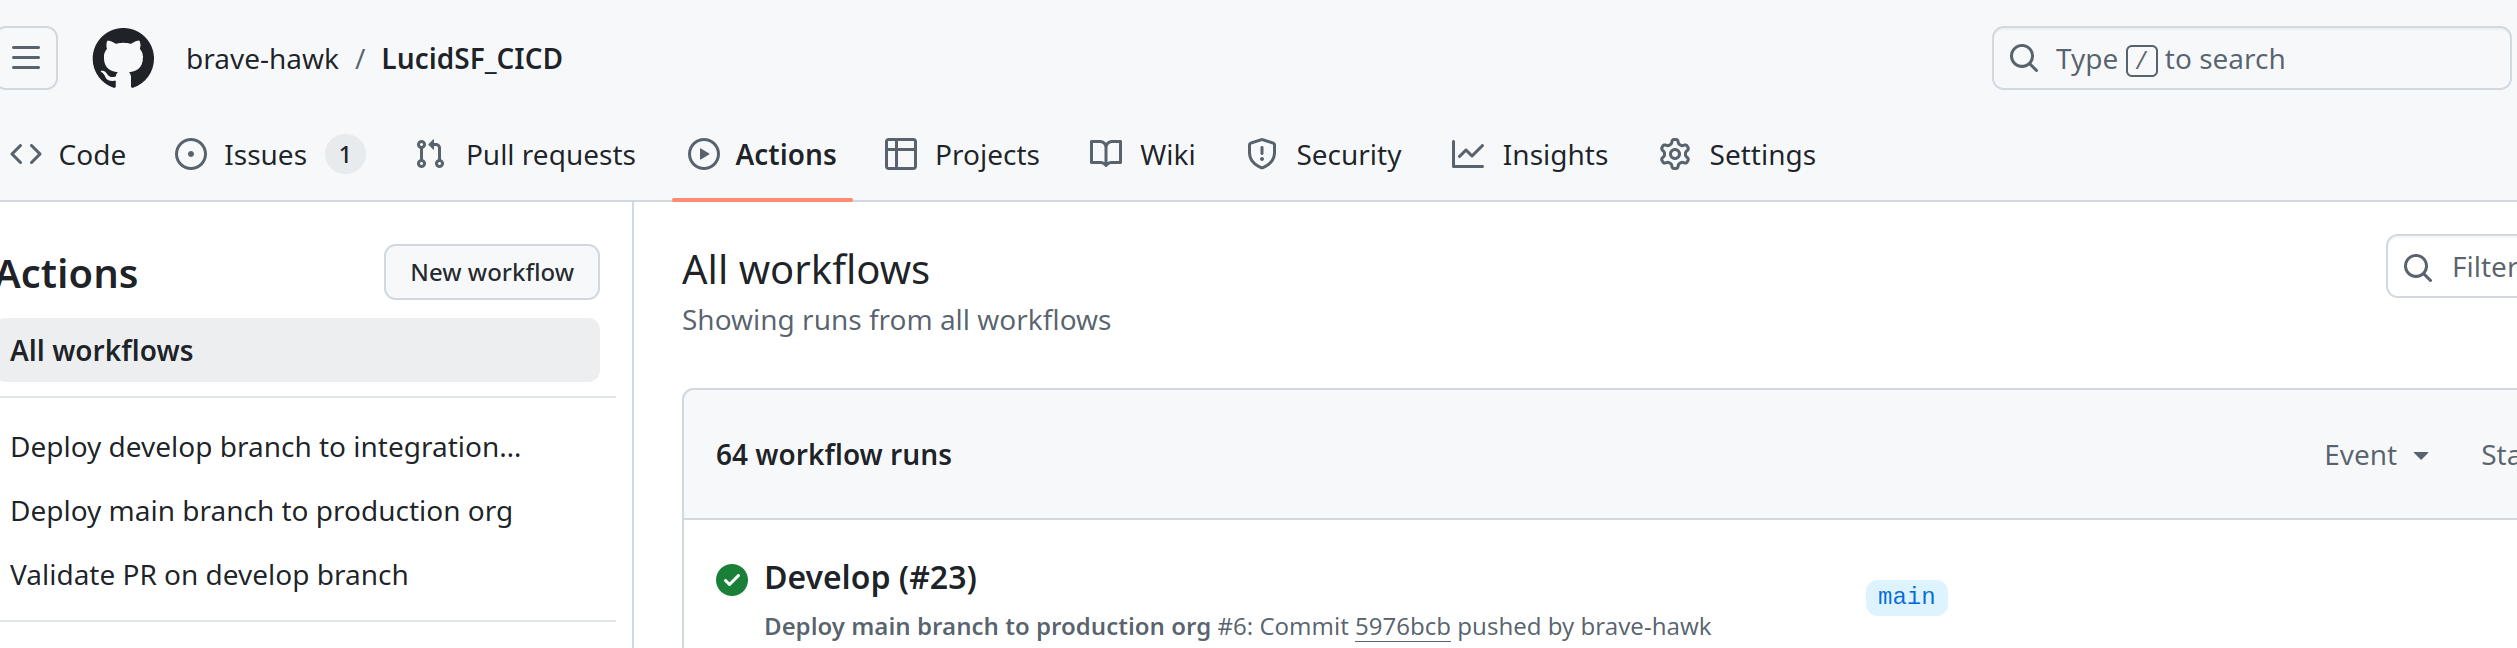 brave-hawk / LucidSF_CICD
Type / to search
Code Issues 1 Pull requests Actions Projects Wiki Security Insights Settings
Actions
New workflow
All workflows
Deploy develop branch to integration...
Deploy main branch to production org
Validate PR on develop branch
All workflows
Showing runs from all workflows
Filter
64 workflow runs
Event
Develop (#23)
Deploy main branch to production org #6: Commit 5976bcb pushed by brave-hawk
main